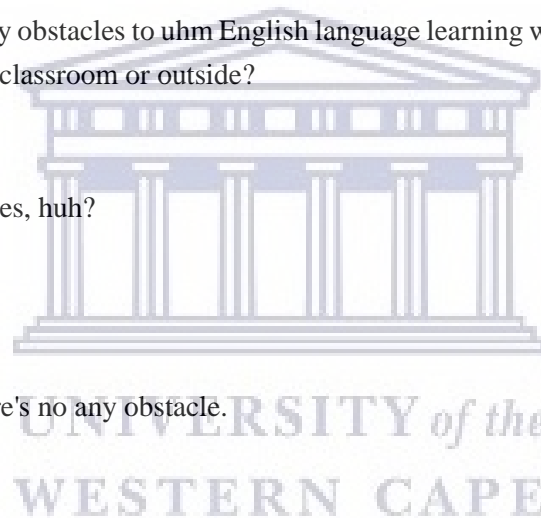 y obstacles to uhm English language learning w
classroom or outside?
es, huh?
re's no any obstacle.
UNIVERSITY of the
WESTERN CAPE